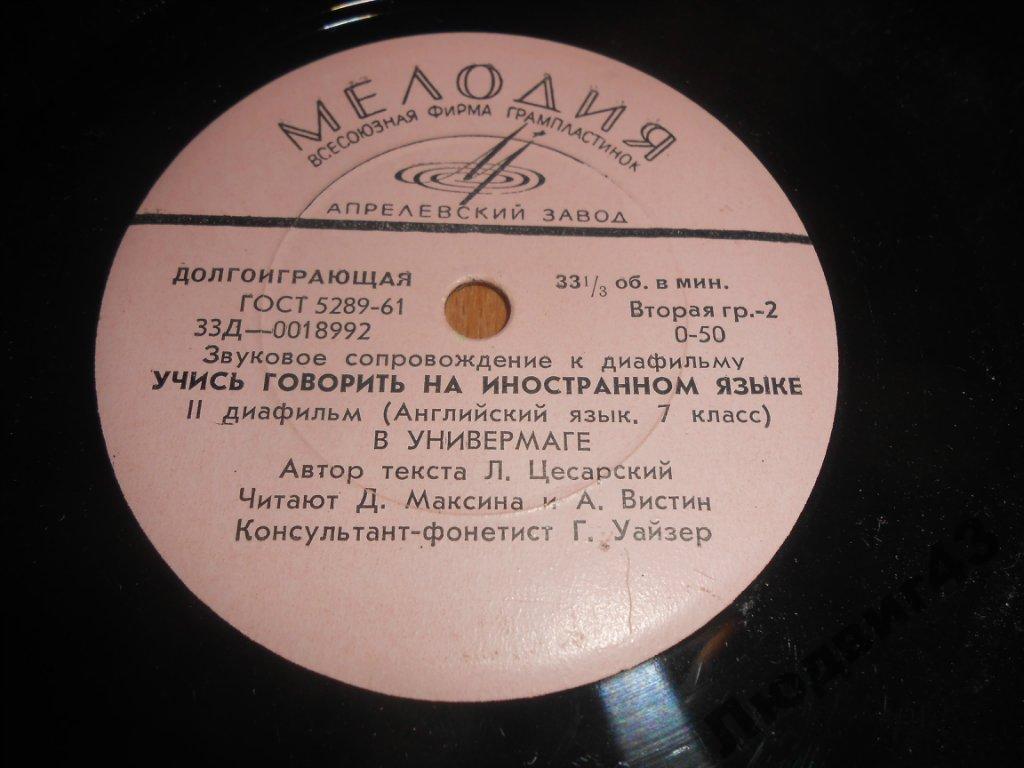 МЕЛОДИЯ
ВСЕСОЮЗНАЯ ФИРМА ГРАМПЛАСТИНОК
АПРЕЛЕВСКИЙ ЗАВОД
ДОЛГОИГРАЮЩАЯ 33 1/3 об. в мин.
ГОСТ 5289-61 Вторая гр.-2
33Д—0018992 0-50
Звуковое сопровождение к диафильму
УЧИСЬ ГОВОРИТЬ НА ИНОСТРАННОМ ЯЗЫКЕ
II диафильм (Английский язык. 7 класс)
В УНИВЕРМАГЕ
Автор текста Л. Цесарский
Читают Д. Максина и А. Вистин
Консультант-фонетист Г. Уайзер
Людвиг43